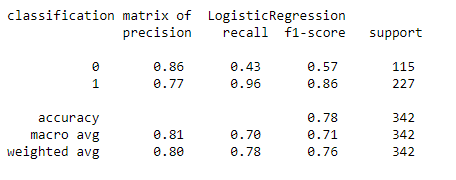 classification matrix of LogisticRegression
precision recall f1-score support
0 0.86 0.43 0.57 115
1 0.77 0.96 0.86 227
accuracy 0.78 342
macro avg 0.81 0.70 0.71 342
weighted avg 0.80 0.78 0.76 342